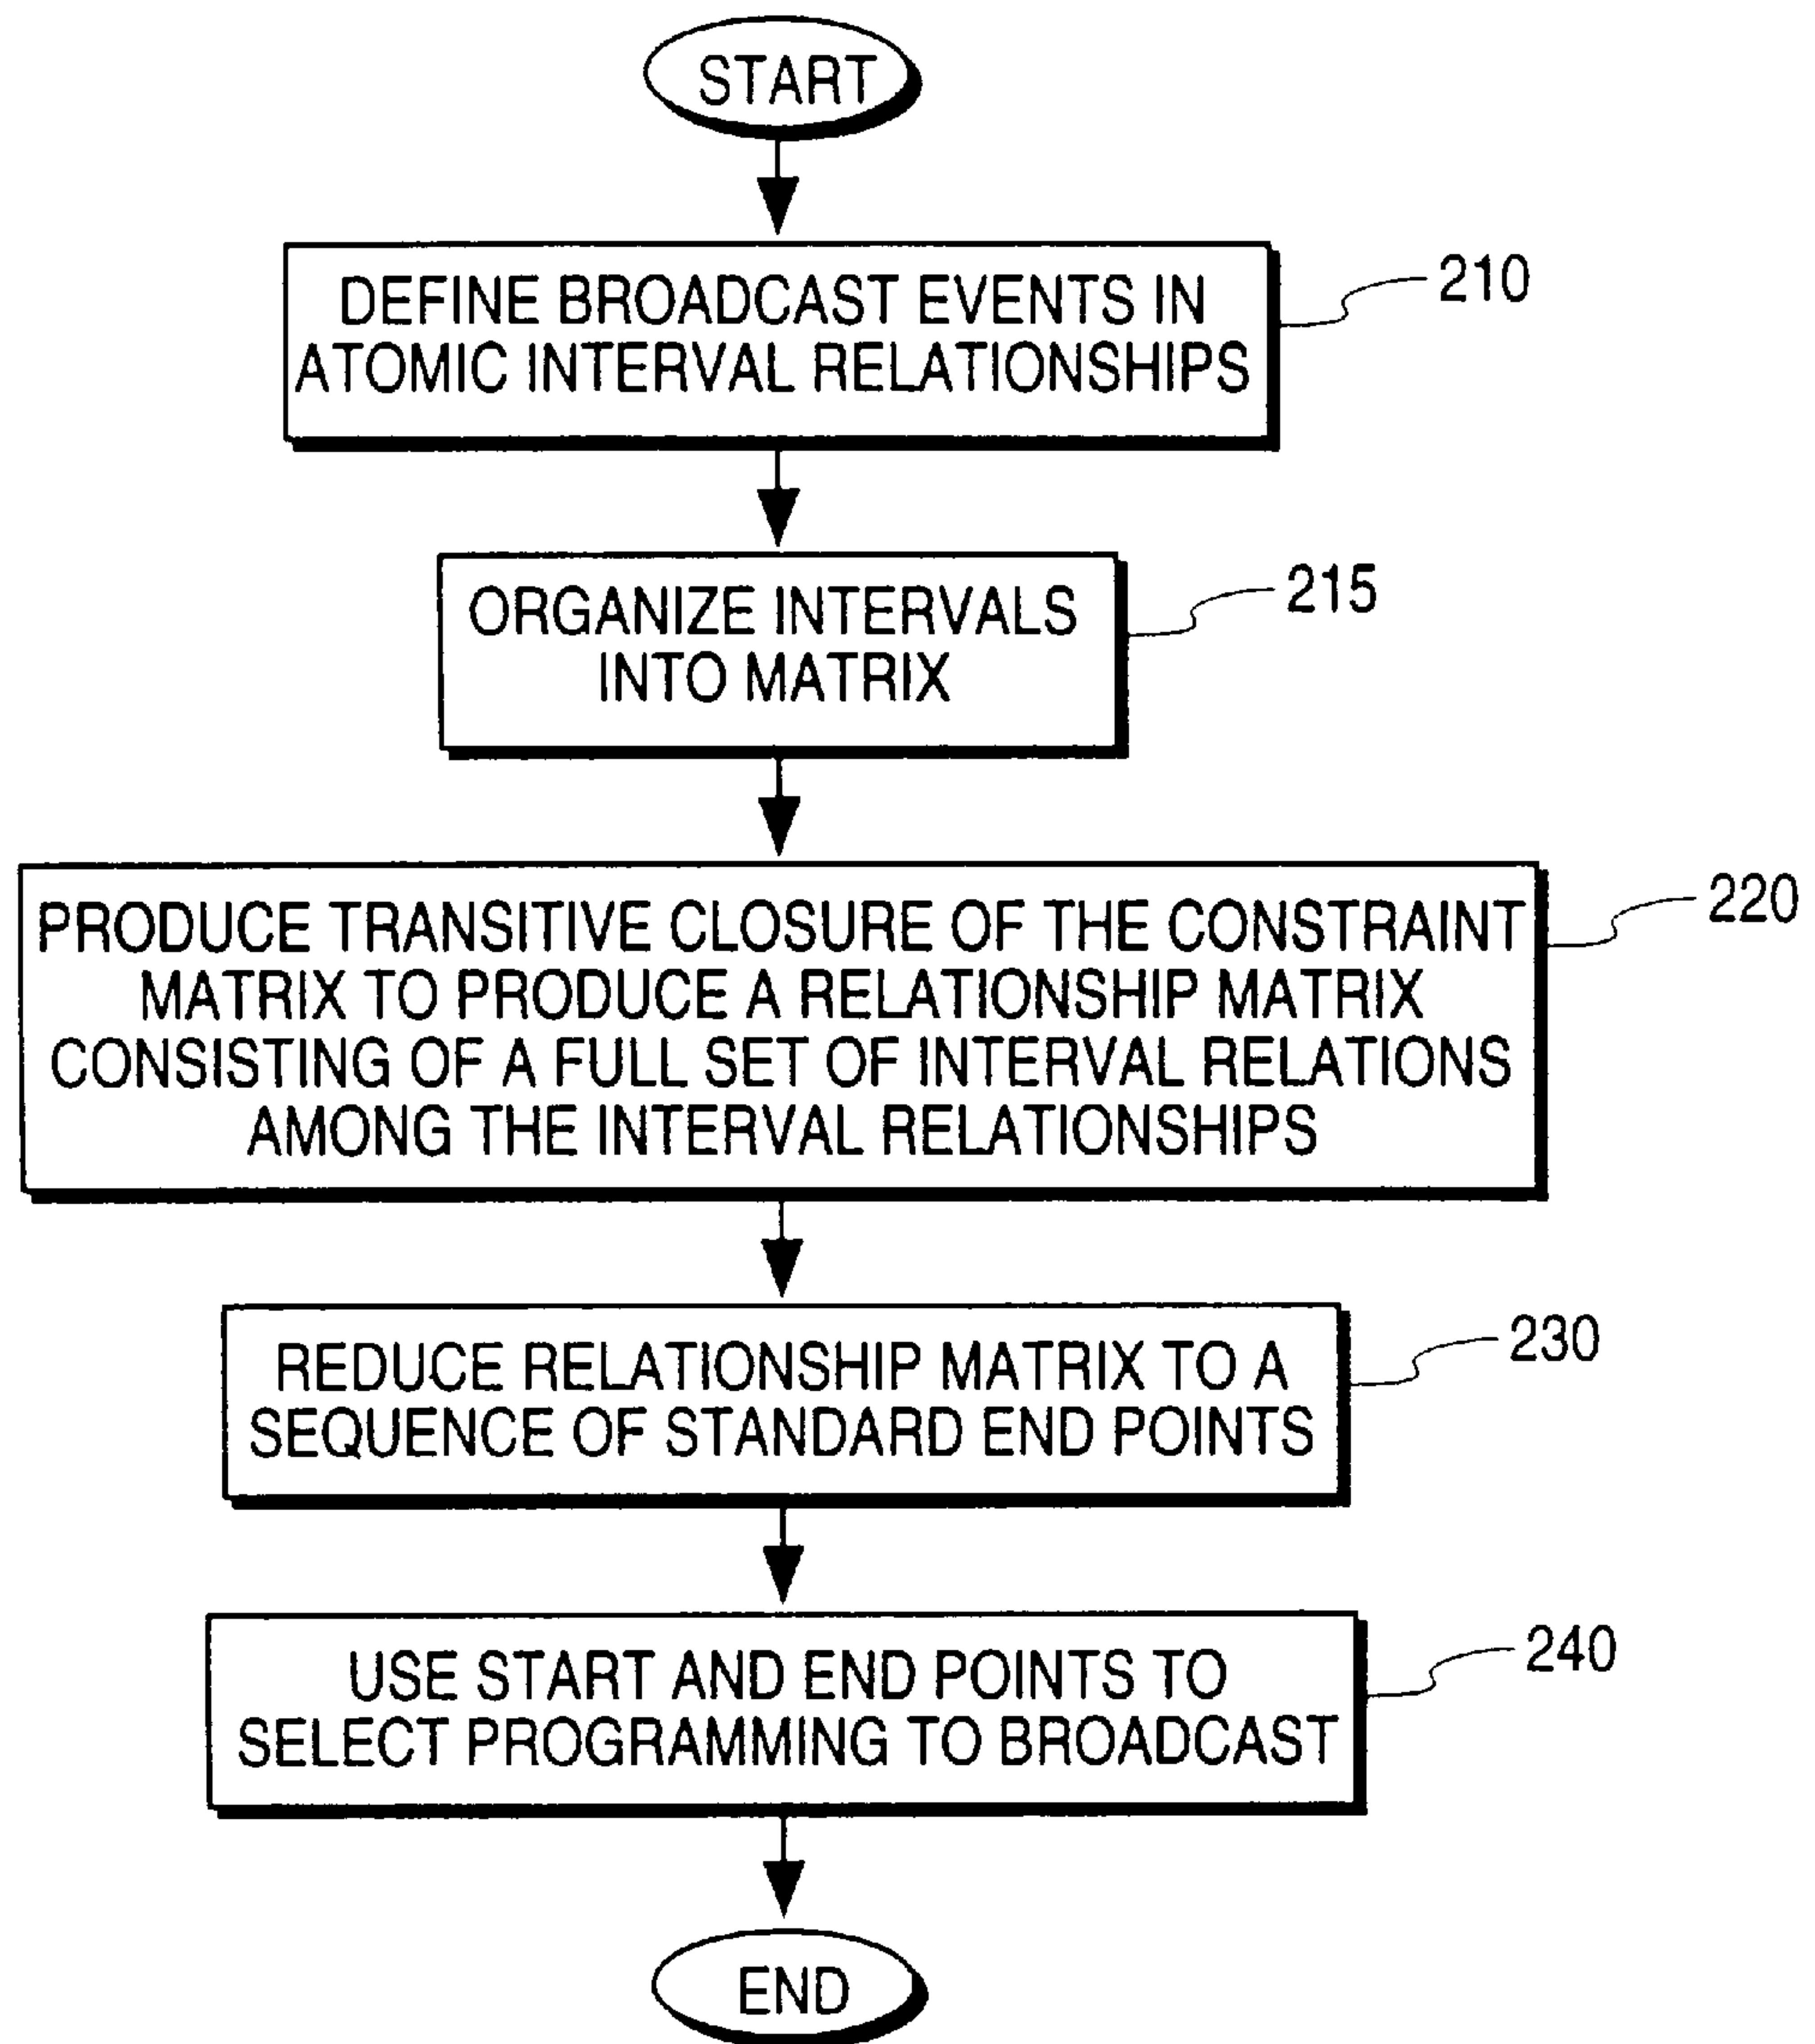 START
DEFINE BROADCAST EVENTS IN
ATOMIC INTERVAL RELATIONSHIPS
210
ORGANIZE INTERVALS
INTO MATRIX
215
PRODUCE TRANSITIVE CLOSURE OF THE CONSTRAINT
MATRIX TO PRODUCE A RELATIONSHIP MATRIX
CONSISTING OF A FULL SET OF INTERVAL RELATIONS
AMONG THE INTERVAL RELATIONSHIPS
220
REDUCE RELATIONSHIP MATRIX TO A
SEQUENCE OF STANDARD END POINTS
230
USE START AND END POINTS TO
SELECT PROGRAMMING TO BROADCAST
240
END